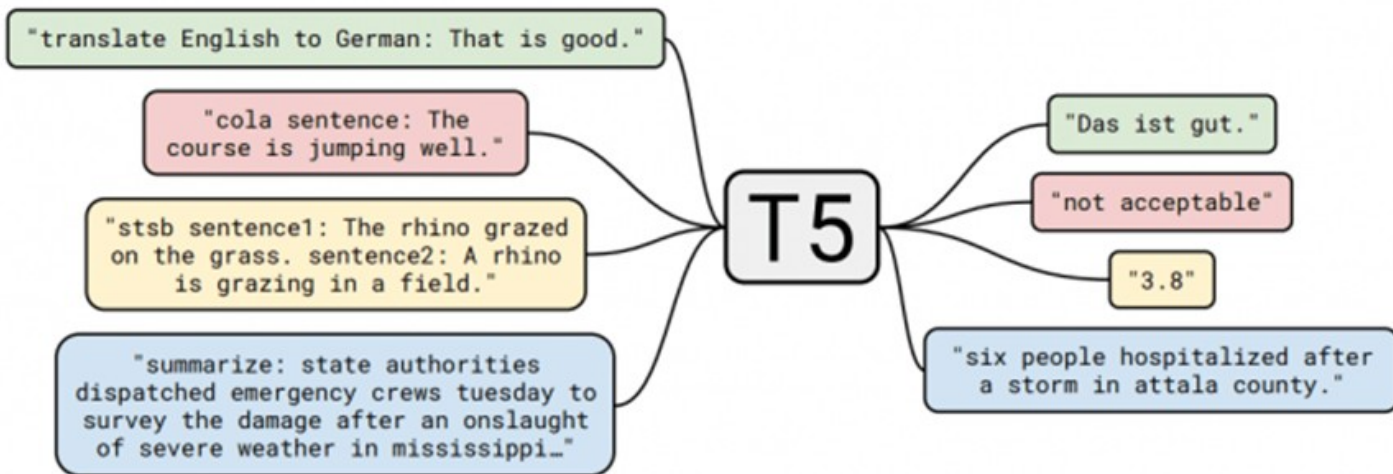 "translate English to German: That is good."
"cola sentence: The
course is jumping well."
"stsb sentence1: The rhino grazed
on the grass. sentence2: A rhino
is grazing in a field."
"summarize: state authorities
dispatched emergency crews tuesday to
survey the damage after an onslaught
of severe weather in mississippi…"
T5
"Das ist gut."
"not acceptable"
"3.8"
"six people hospitalized after
a storm in attala county."